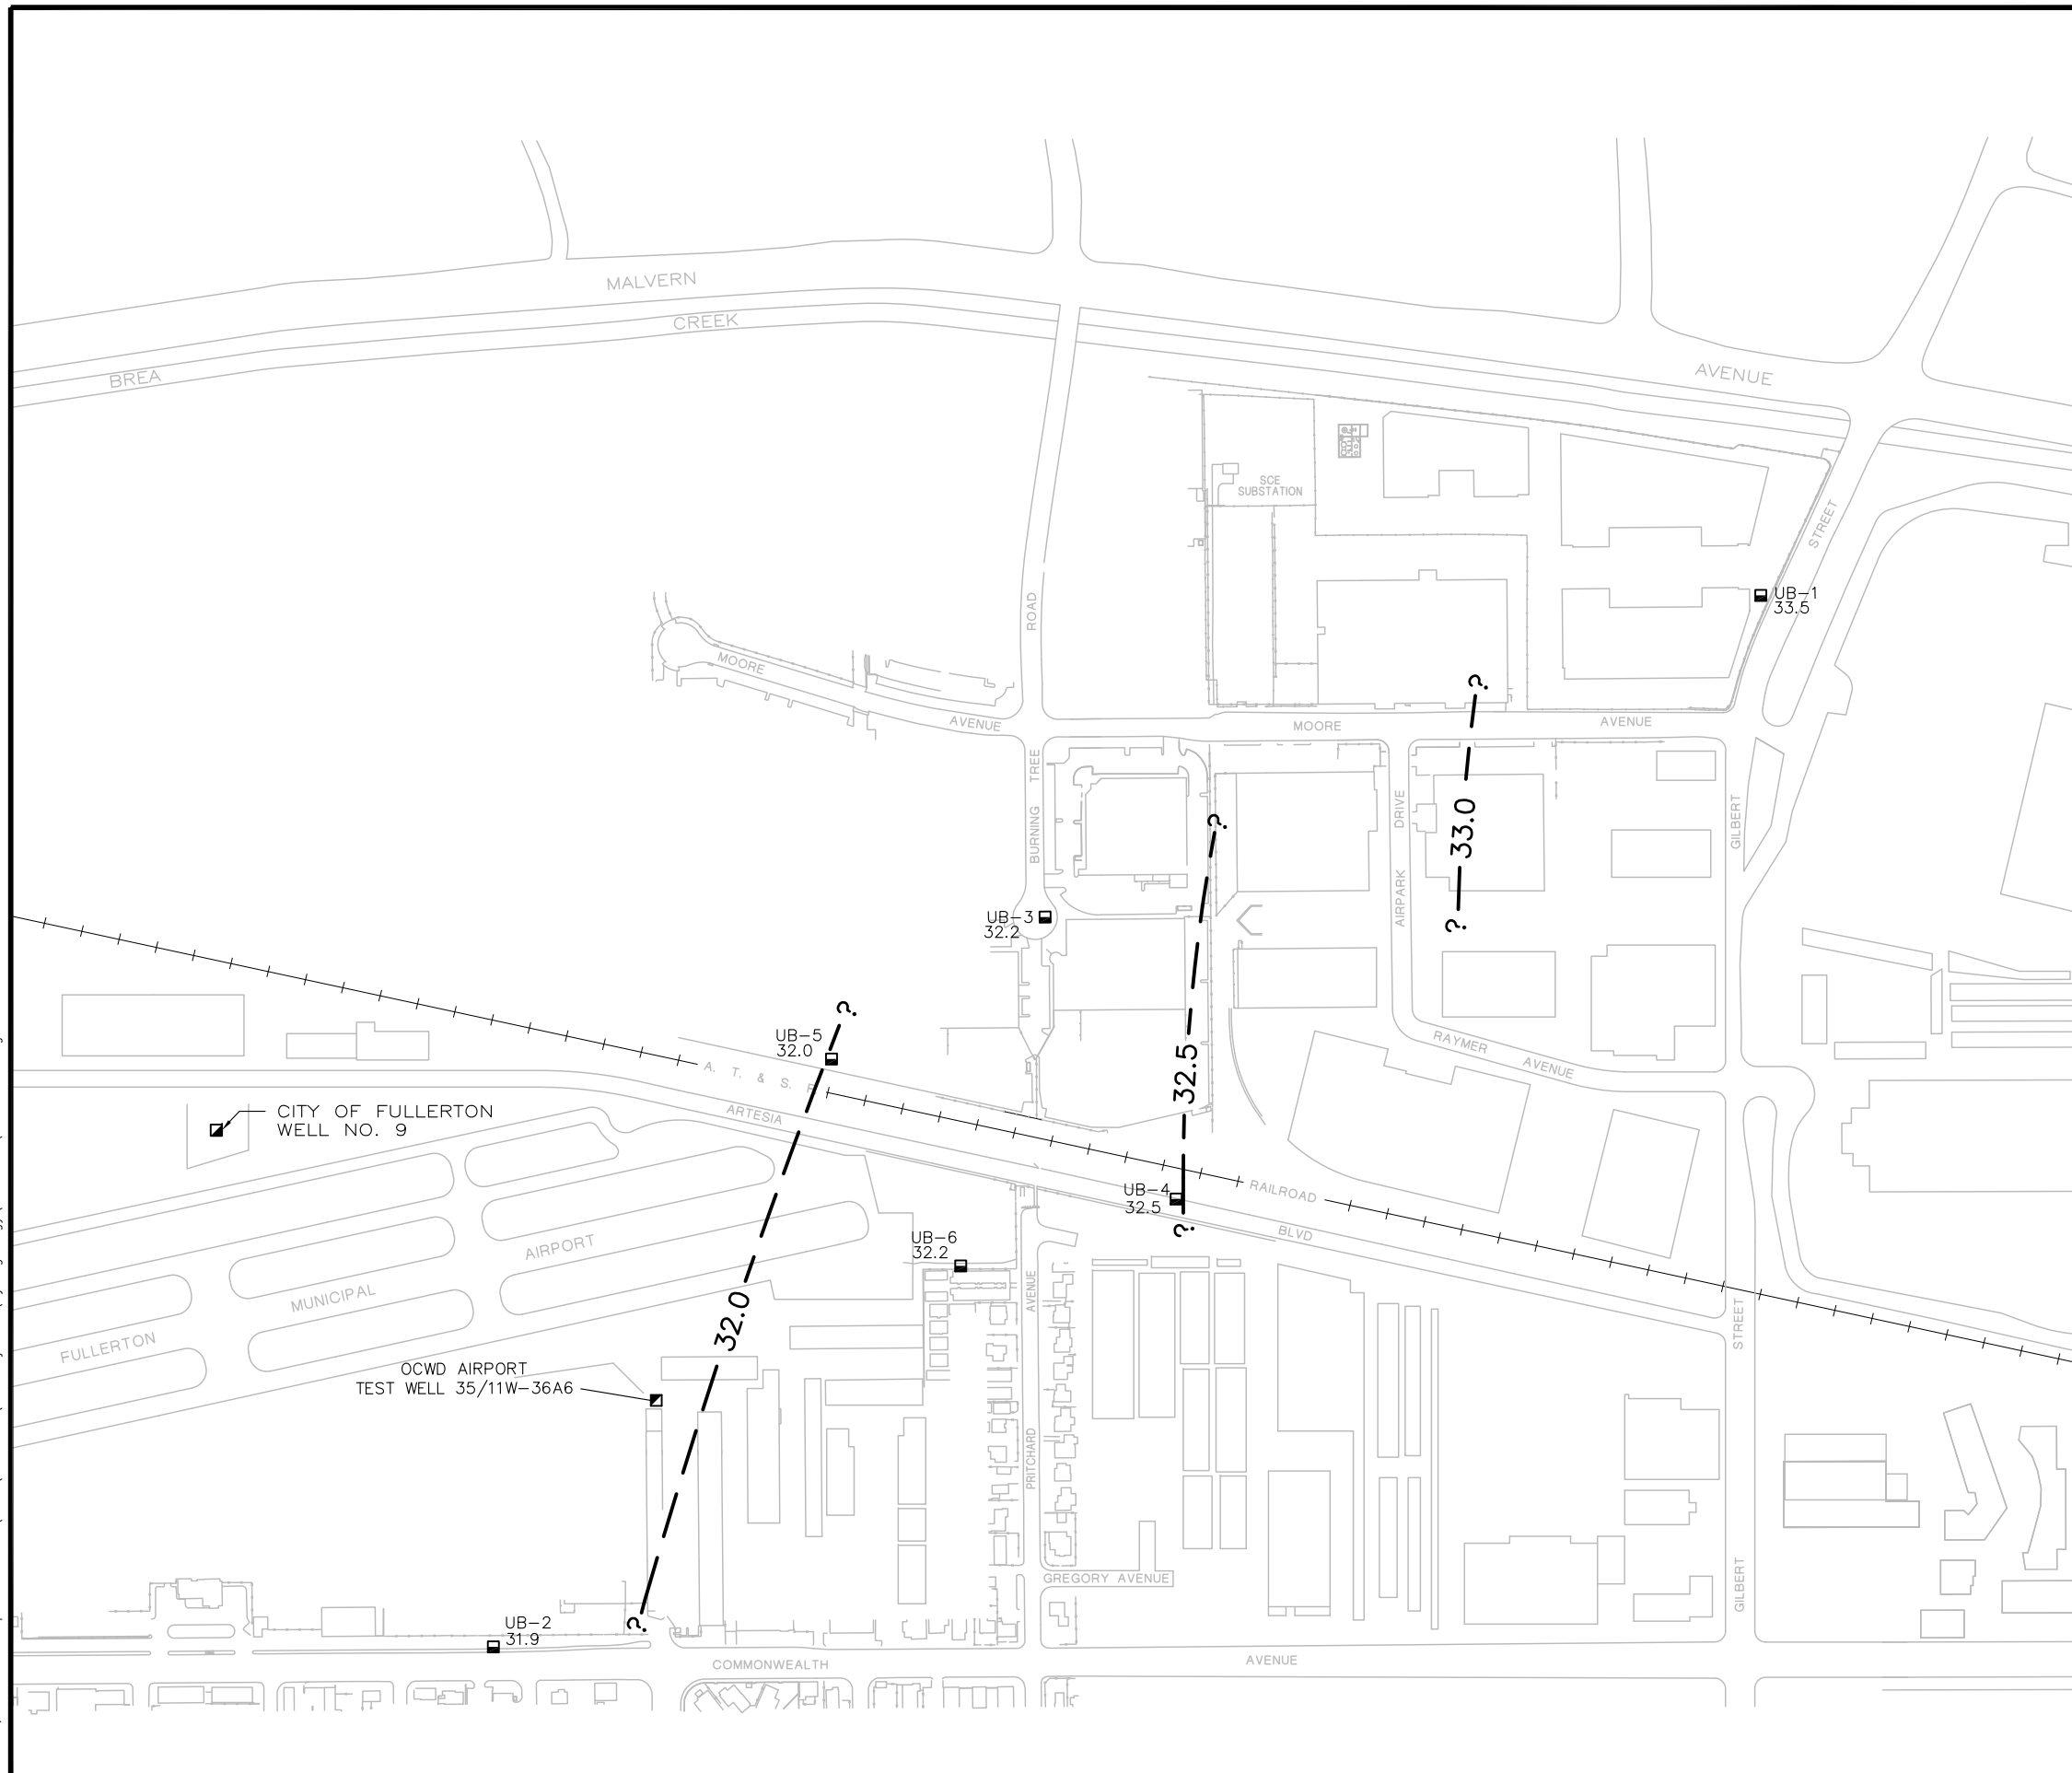 MALVERN
CREEK
BREA
AVENUE
SCE
SUBSTATION
STREET
UB-1
33.5
ROAD
MOORE
AVENUE
MOORE
AVENUE
?
BURNING TREE
AIRPARK DRIVE
33.0
GILBERT
?
?
UB-3
32.2
?
UB-5
32.0
A. T. & S. F
32.5
RAYMER AVENUE
CITY OF FULLERTON
WELL NO. 9
ARTESIA
RAILROAD
UB-4
32.5
?
BLVD
AIRPORT
MUNICIPAL
FULLERTON
UB-6
32.2
AVENUE
32.0
STREET
OCWD AIRPORT
TEST WELL 35/11W-36A6
PRITCHARD
GREGORY AVENUE
GILBERT
?
UB-2
31.9
COMMONWEALTH
AVENUE